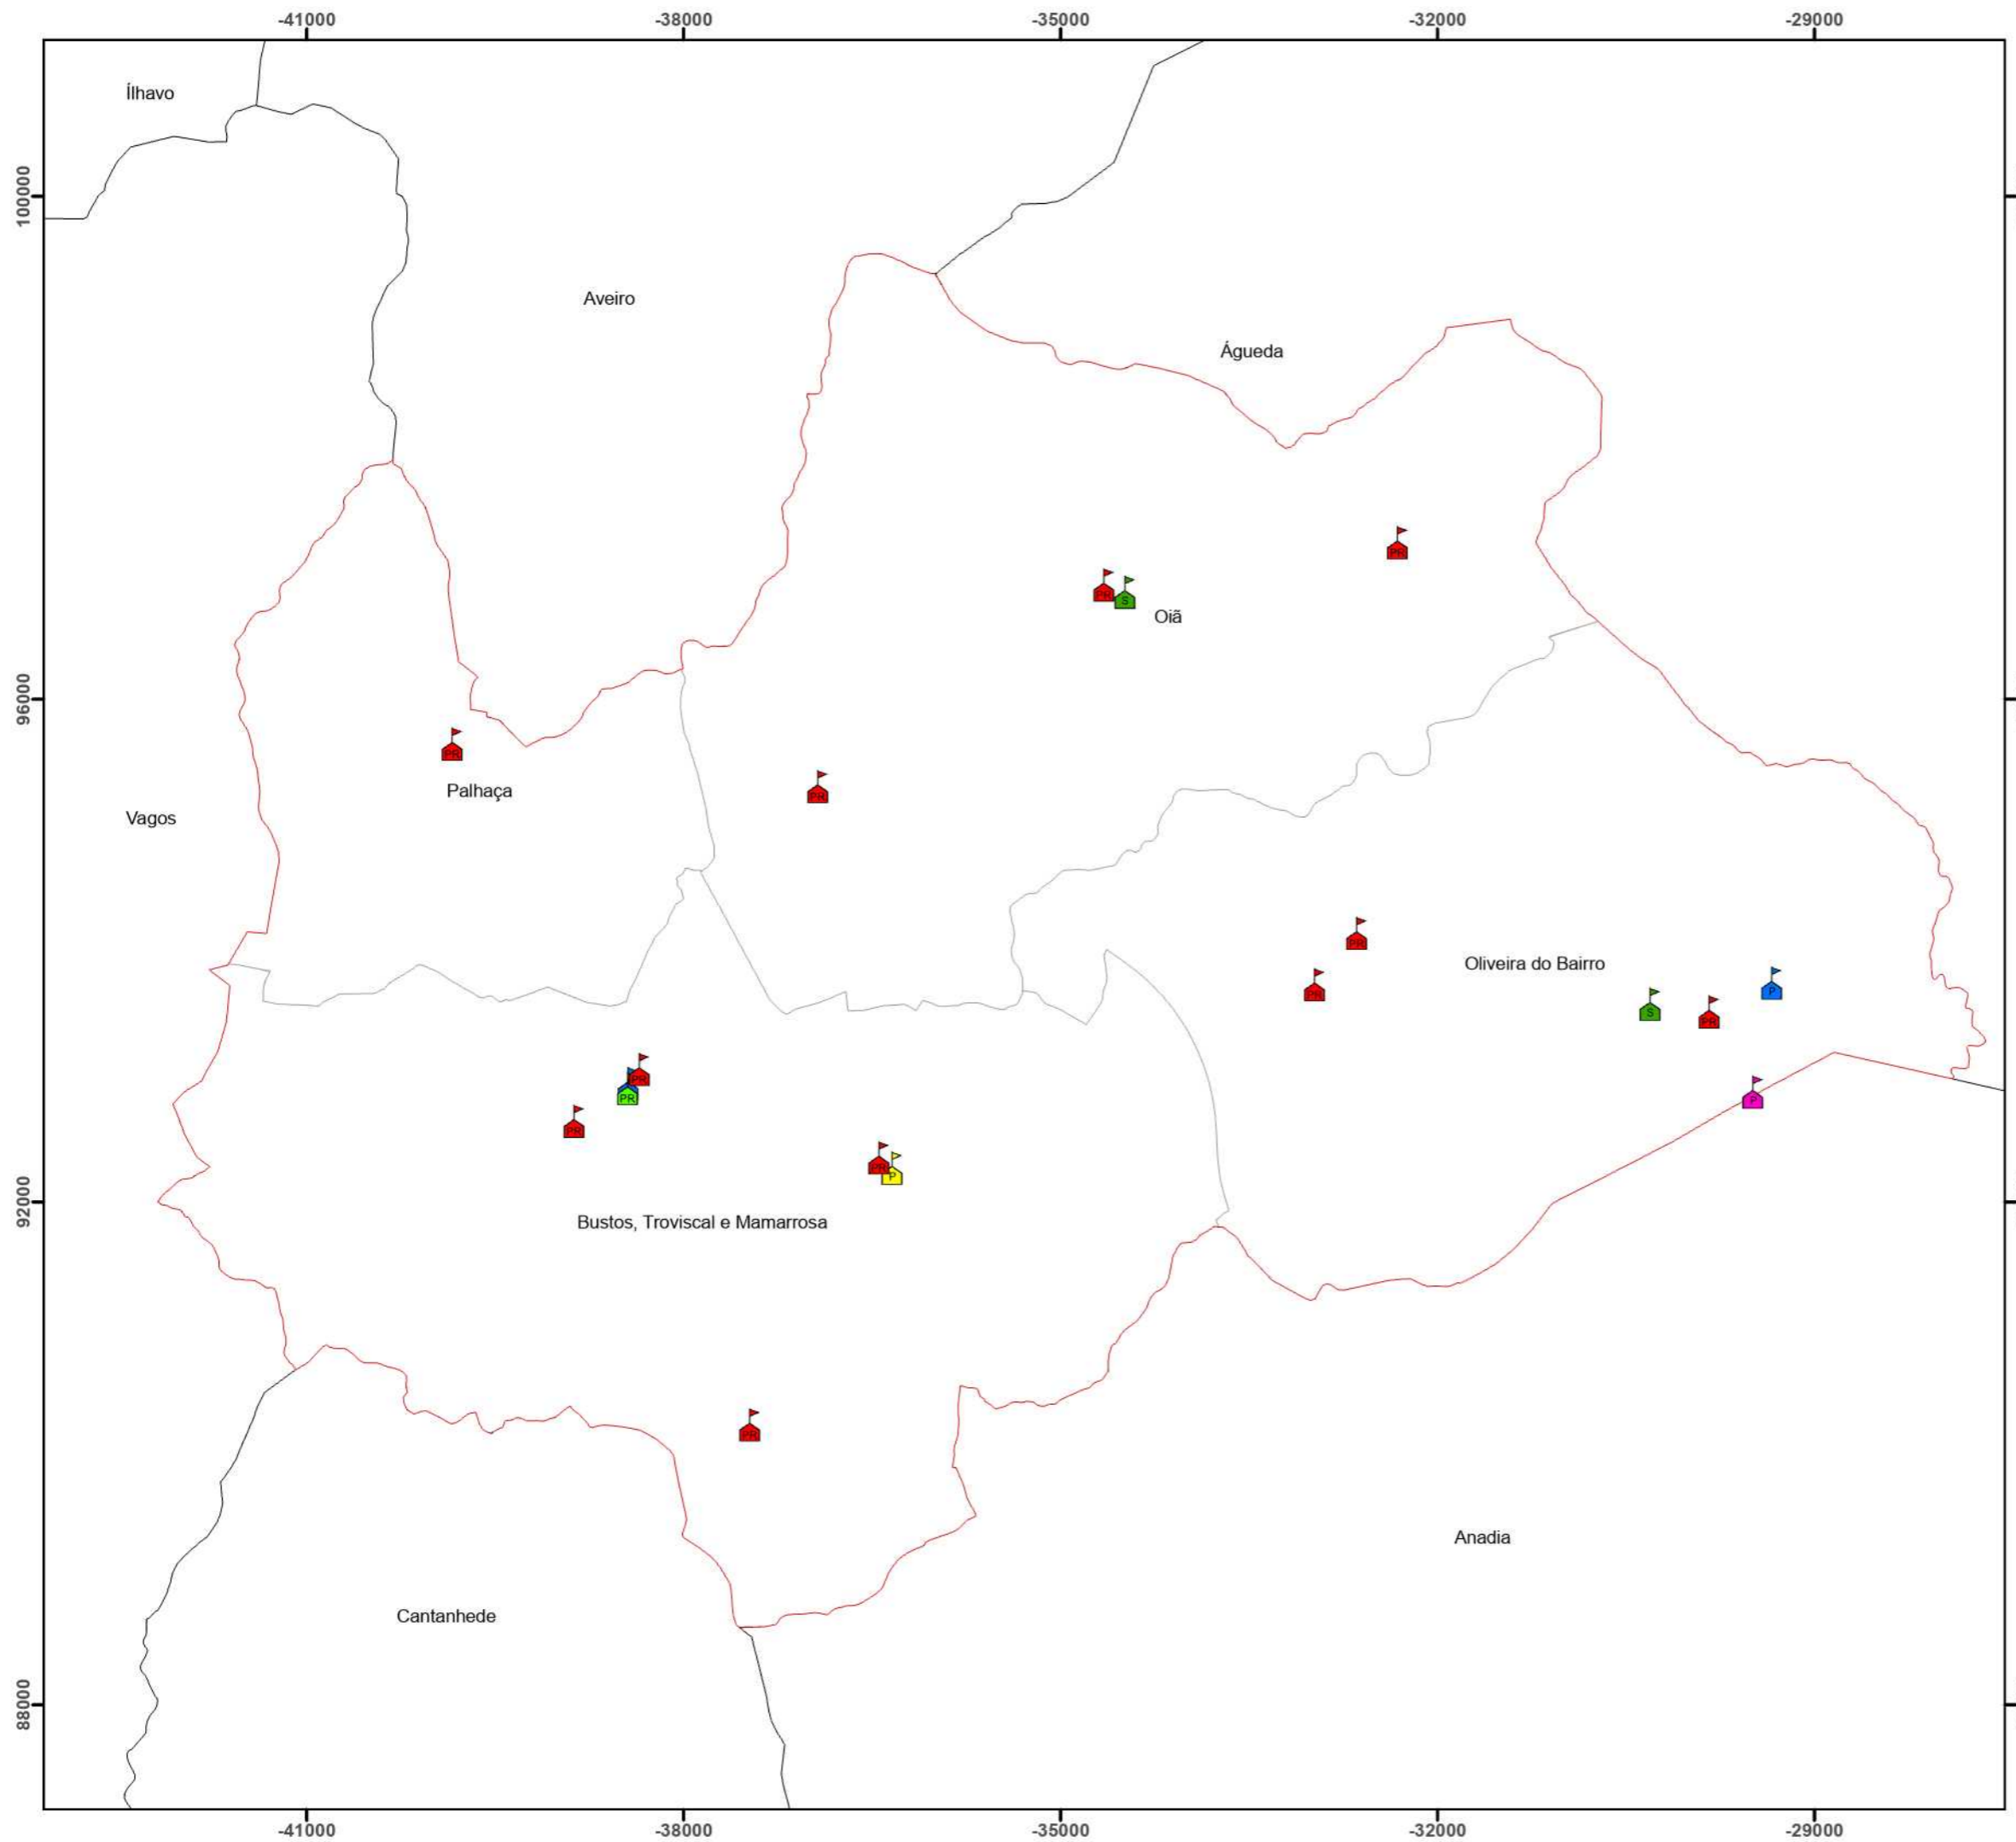 -41000 -38000 -35000 -32000 -29000
Ílhavo
100000
Aveiro
Águeda
PR
PR S
Oiã
96000
PR
Palhaça
PR
Vagos
PR
Oliveira do Bairro
PR
P
S
PR
PR
PR
P
PR
PR
P
92000
Bustos, Troviscal e Mamarrosa
PR
Anadia
Cantanhede
88000
-41000 -38000 -35000 -32000 -29000